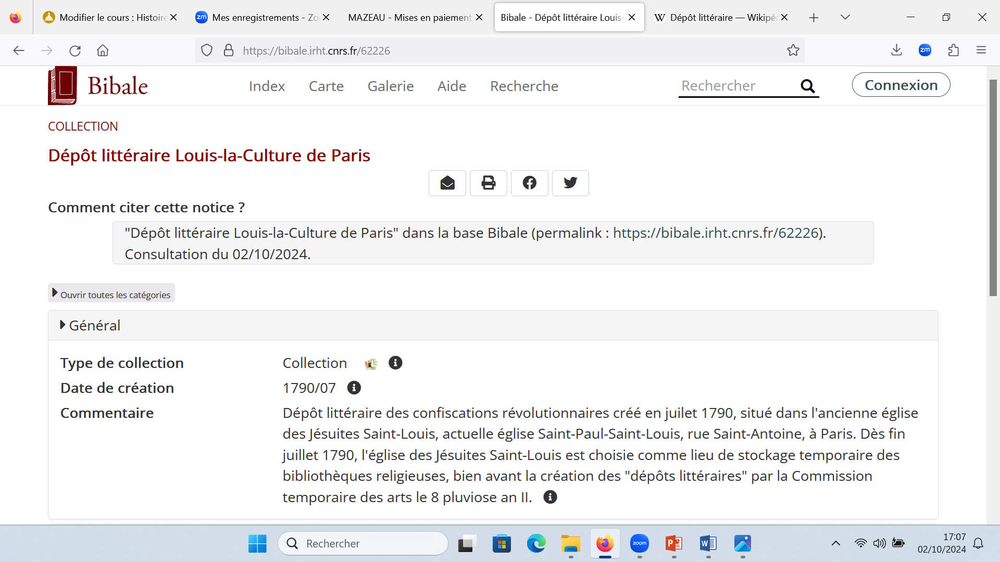 Modifier le cours : Histoire
zm Mes enregistrements - Zoo
MAZEAU - Mises en paiement
Bibale - Dépôt littéraire Louis-
W Dépôt littéraire — Wikipéd
https://bibale.irht.cnrs.fr/62226
zm
Bibale
Index Carte Galerie Aide Recherche
Rechercher
Connexion
COLLECTION
Dépôt littéraire Louis-la-Culture de Paris
Comment citer cette notice ?
"Dépôt littéraire Louis-la-Culture de Paris" dans la base Bibale (permalink : https://bibale.irht.cnrs.fr/62226).
Consultation du 02/10/2024.
Ouvrir toutes les catégories
Général
Type de collection Collection
Date de création 1790/07
Commentaire Dépôt littéraire des confiscations révolutionnaires créé en juilet 1790, situé dans l'ancienne église
des Jésuites Saint-Louis, actuelle église Saint-Paul-Saint-Louis, rue Saint-Antoine, à Paris. Dès fin
juillet 1790, l'église des Jésuites Saint-Louis est choisie comme lieu de stockage temporaire des
bibliothèques religieuses, bien avant la création des "dépôts littéraires" par la Commission
temporaire des arts le 8 pluviose an II.
Rechercher
zoom
P
W
17:07
02/10/2024